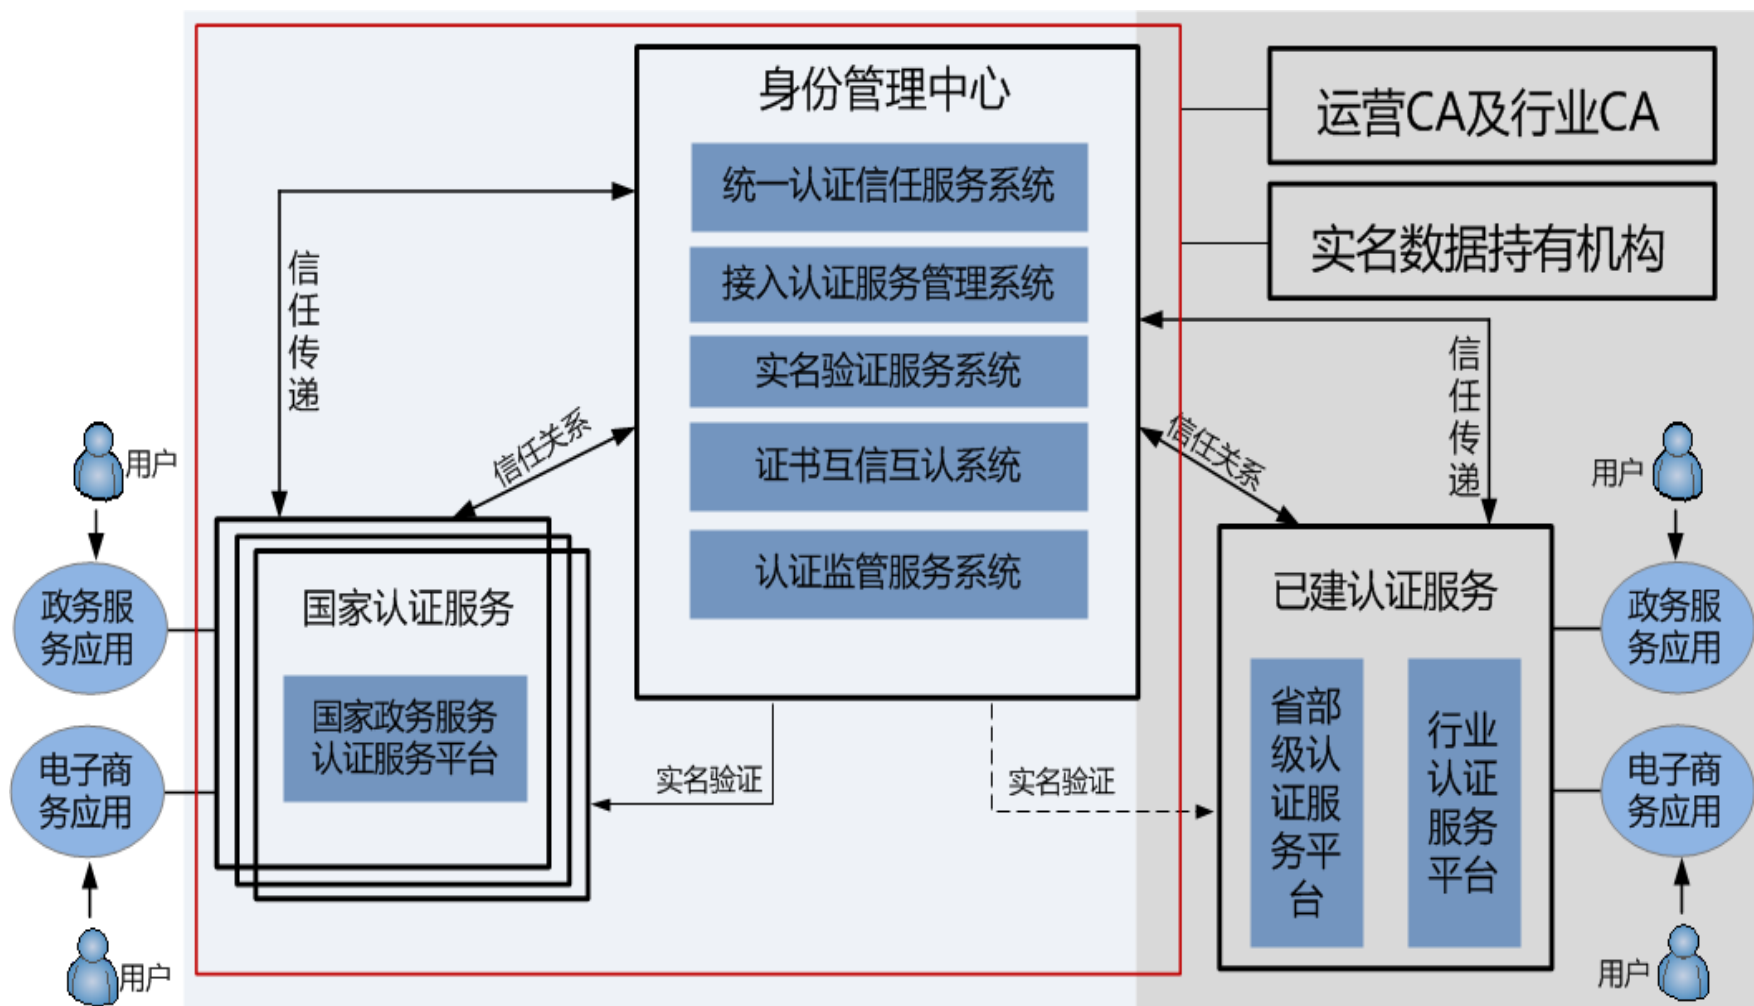 身份管理中心
统一认证信任服务系统
接入认证服务管理系统
实名验证服务系统
证书互信互认系统
认证监管服务系统
运营CA及行业CA
实名数据持有机构
信任传递
信任关系
信任关系
信任传递
用户
用户
政务服
务应用
电子商
务应用
用户
国家认证服务
国家政务服务
认证服务平台
实名验证
实名验证
已建认证服务
省部
级认
证服
务平
台
行业
认证
服务
平台
政务服
务应用
电子商
务应用
用户